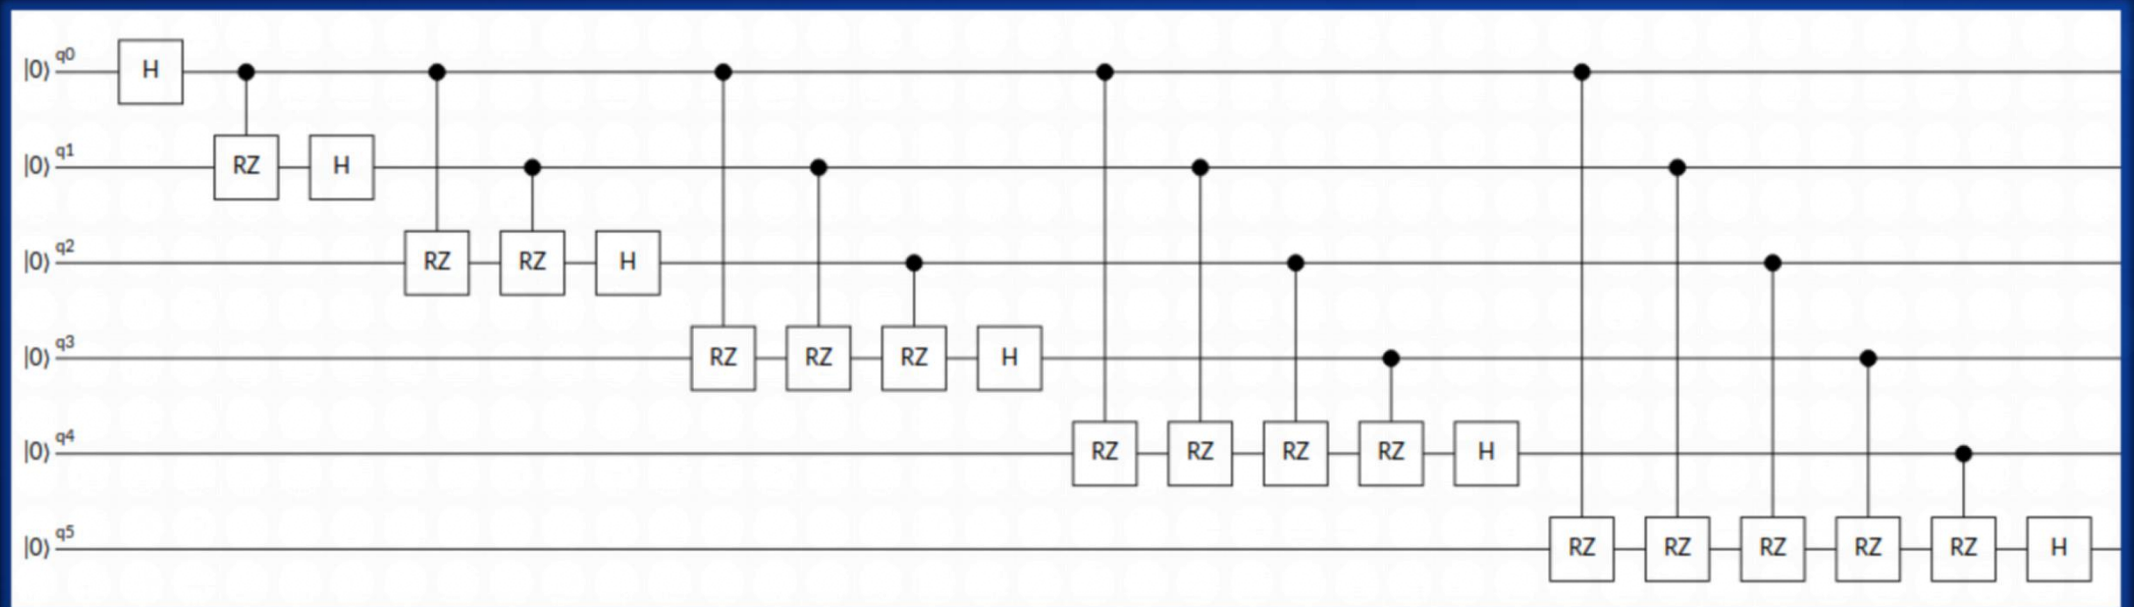 |0⟩ q0 H
|0⟩ q1 RZ H
|0⟩ q2 RZ RZ H
|0⟩ q3 RZ RZ RZ H
|0⟩ q4 RZ RZ RZ RZ H
|0⟩ q5 RZ RZ RZ RZ RZ H